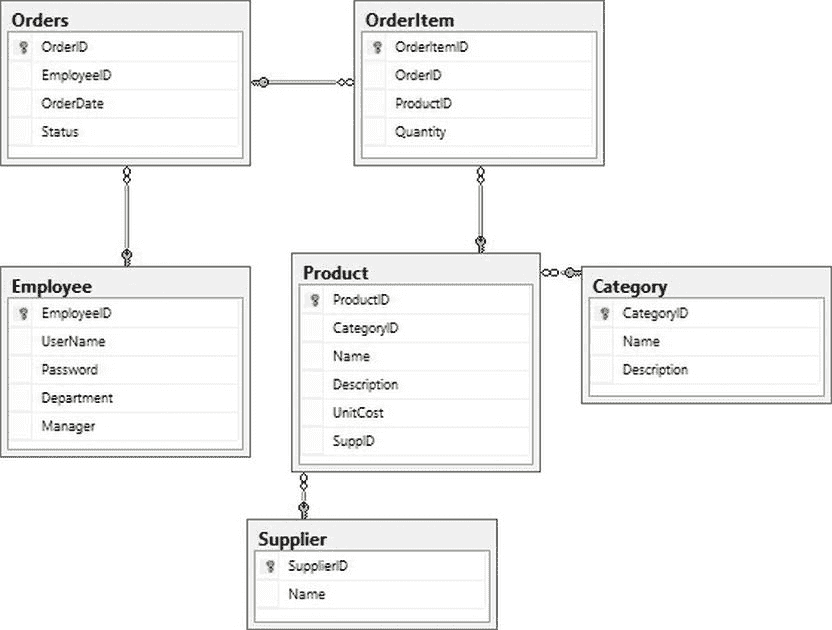 Orders
OrderID
EmployeeID
OrderDate
Status
OrderItem
OrderItemID
OrderID
ProductID
Quantity
Employee
EmployeeID
UserName
Password
Department
Manager
Product
ProductID
CategoryID
Name
Description
UnitCost
SuppID
Category
CategoryID
Name
Description
Supplier
SupplierID
Name